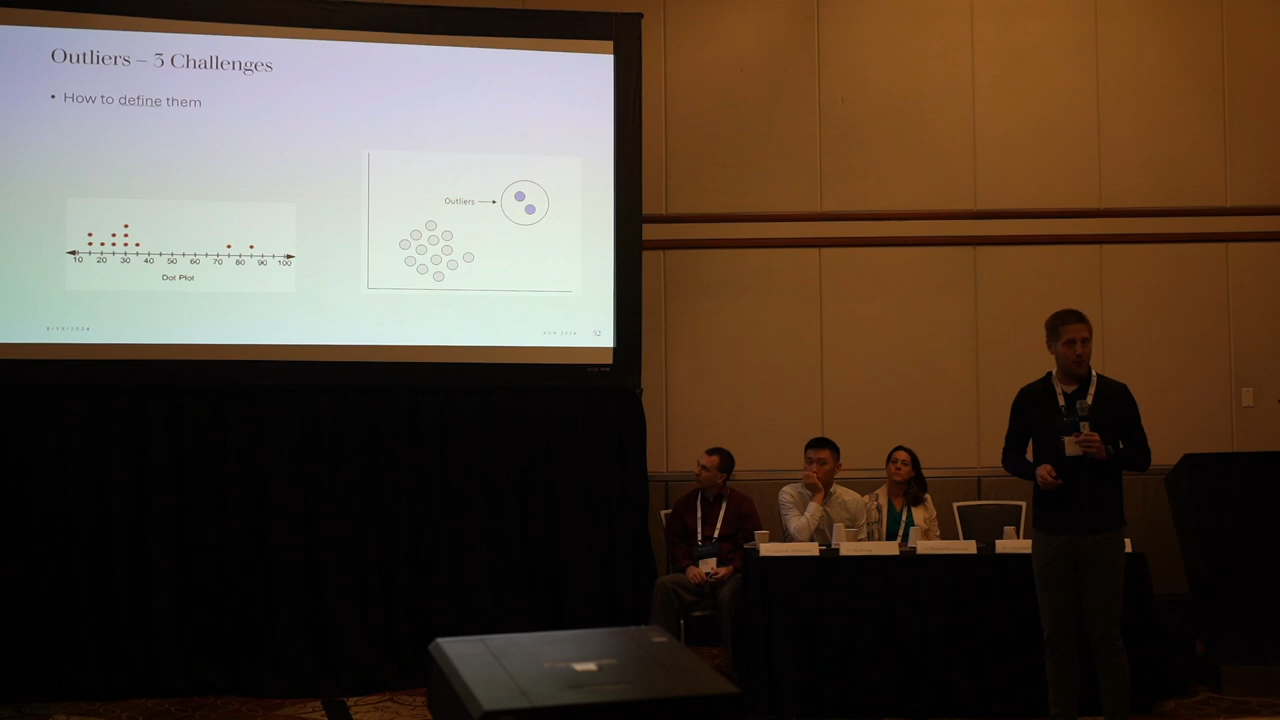 Outliers – 3 Challenges
• How to define them
Outliers
10 20 30 40 50 60 70 80 90 100
Dot Plot
52